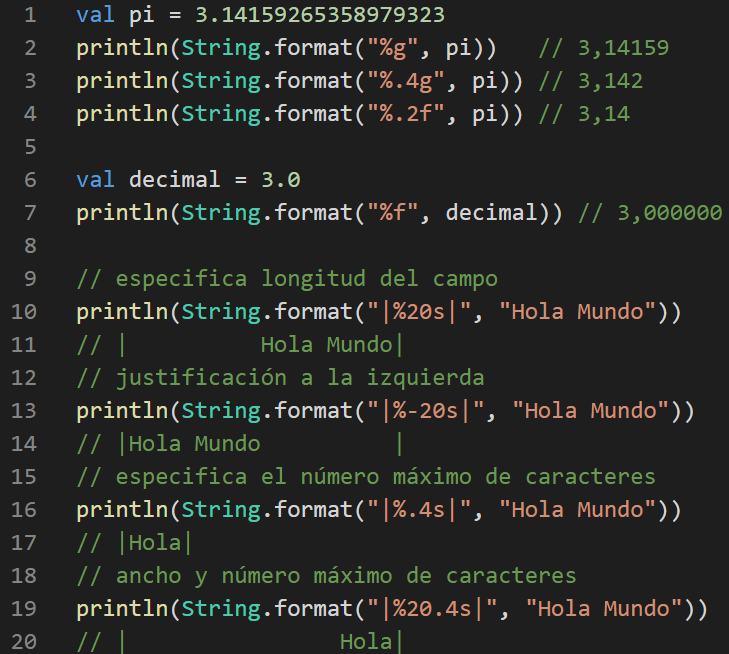 1 val pi = 3.14159265358979323
2 println(String.format("%g", pi))   // 3,14159
3 println(String.format("%.4g", pi)) // 3,142
4 println(String.format("%.2f", pi)) // 3,14
5
6 val decimal = 3.0
7 println(String.format("%f", decimal)) // 3,000000
8
9 // especifica longitud del campo
10 println(String.format("|%20s|", "Hola Mundo"))
11 // |          Hola Mundo|
12 // justificación a la izquierda
13 println(String.format("|%-20s|", "Hola Mundo"))
14 // |Hola Mundo          |
15 // especifica el número máximo de caracteres
16 println(String.format("|%.4s|", "Hola Mundo"))
17 // |Hola|
18 // ancho y número máximo de caracteres
19 println(String.format("|%20.4s|", "Hola Mundo"))
20 // |                Hola|